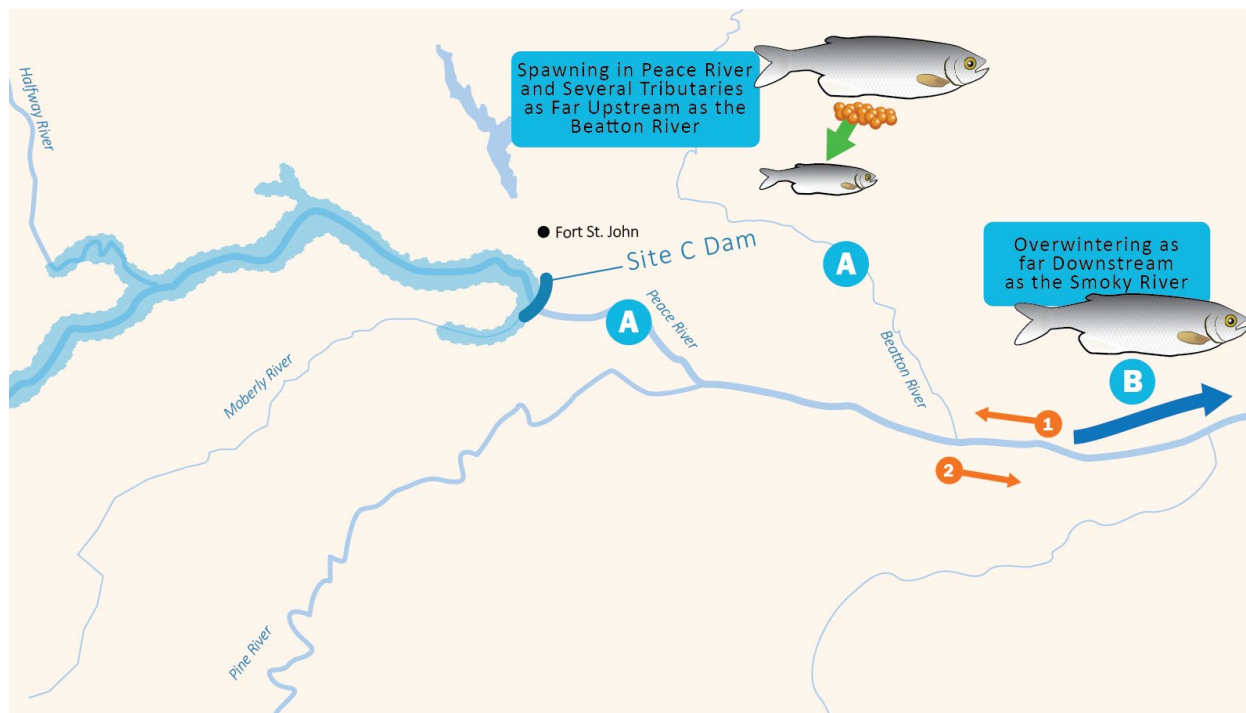 Halfway River
Spawning in Peace River
and Several Tributaries
as Far Upstream as the
Beatton River
Fort St. John
Site C Dam
A
A
Peace River
Overwintering as
far Downstream
as the Smoky River
Moberly River
Beatton River
B
1
2
Pine River